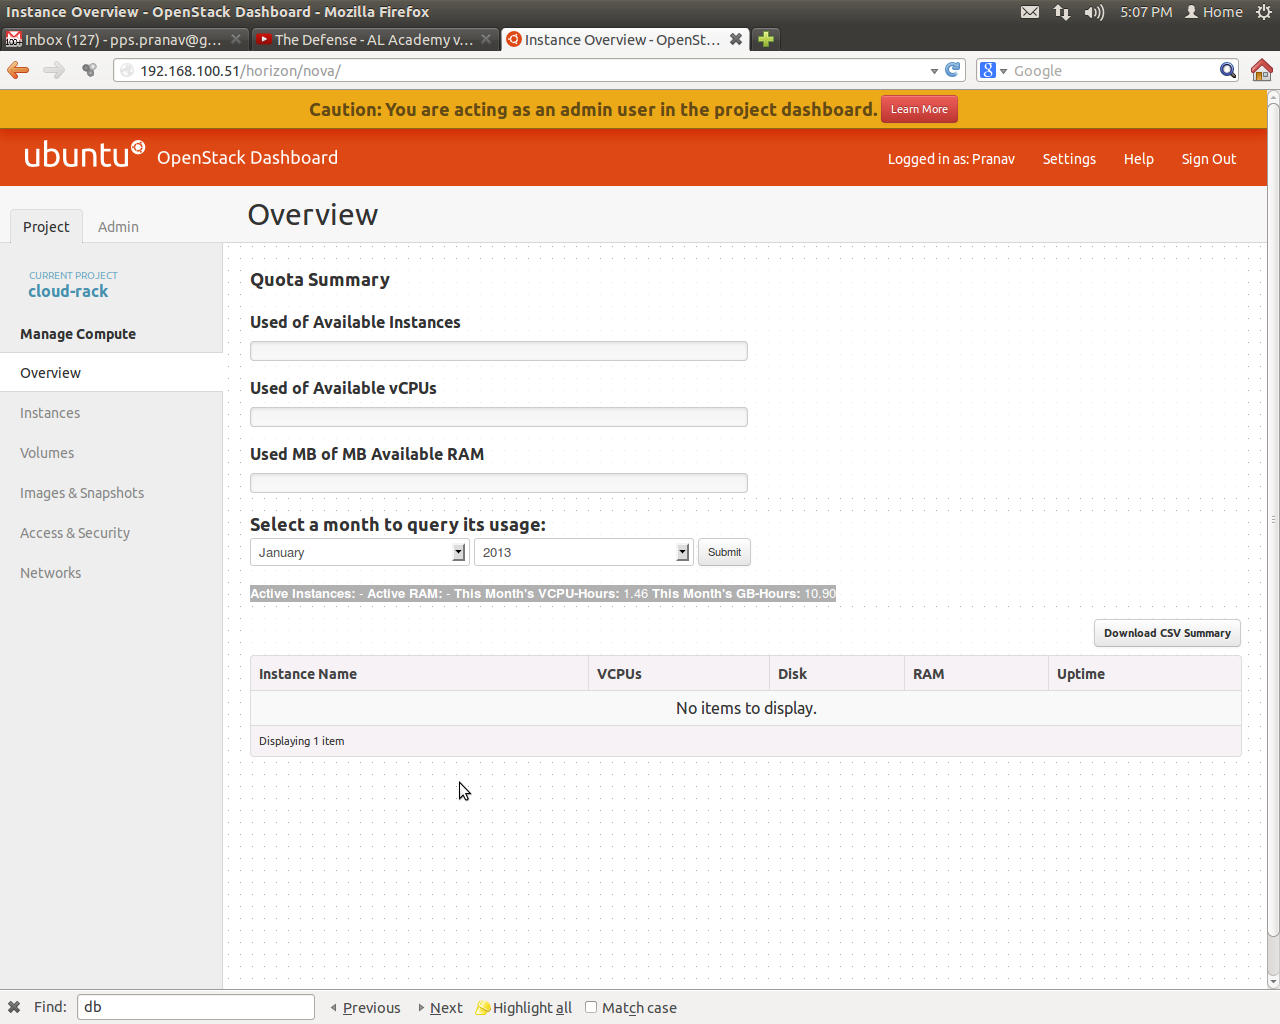 Instance Overview - OpenStack Dashboard - Mozilla Firefox
5:07 PM Home
Inbox (127) - pps.pranav@g...
The Defense - AL Academy v...
Instance Overview - OpenSt...
192.168.100.51/horizon/nova/
Google
Caution: You are acting as an admin user in the project dashboard. Learn More
ubuntu OpenStack Dashboard
Logged in as: Pranav Settings Help Sign Out
Project Admin
Overview
CURRENT PROJECT
cloud-rack
Manage Compute
Overview
Instances
Volumes
Images & Snapshots
Access & Security
Networks
Quota Summary
Used of Available Instances
Used of Available vCPUs
Used MB of MB Available RAM
Select a month to query its usage:
January 2013 Submit
Active Instances: - Active RAM: - This Month's VCPU-Hours: 1.46 This Month's GB-Hours: 10.90
Download CSV Summary
Instance Name VCPUs Disk RAM Uptime
No items to display.
Displaying 1 item
Find: db Previous Next Highlight all Match case